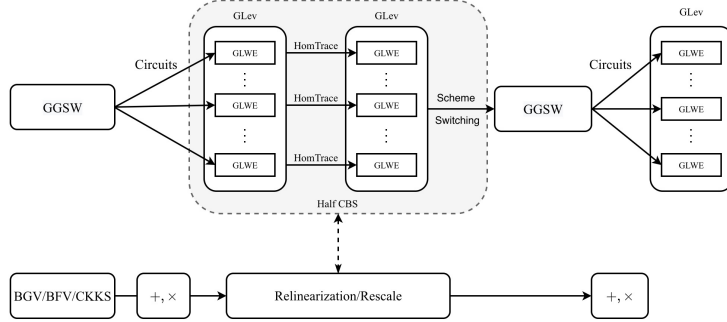 GLev
GLev
GLev
GLWE
HomTrace
GLWE
GLWE
Circuits
Circuits
GGSW
GLWE
HomTrace
GLWE
Scheme
Switching
GGSW
GLWE
GLWE
HomTrace
GLWE
GLWE
Half CBS
BGV/BFV/CKKS
+, ×
Relinearization/Rescale
+, ×